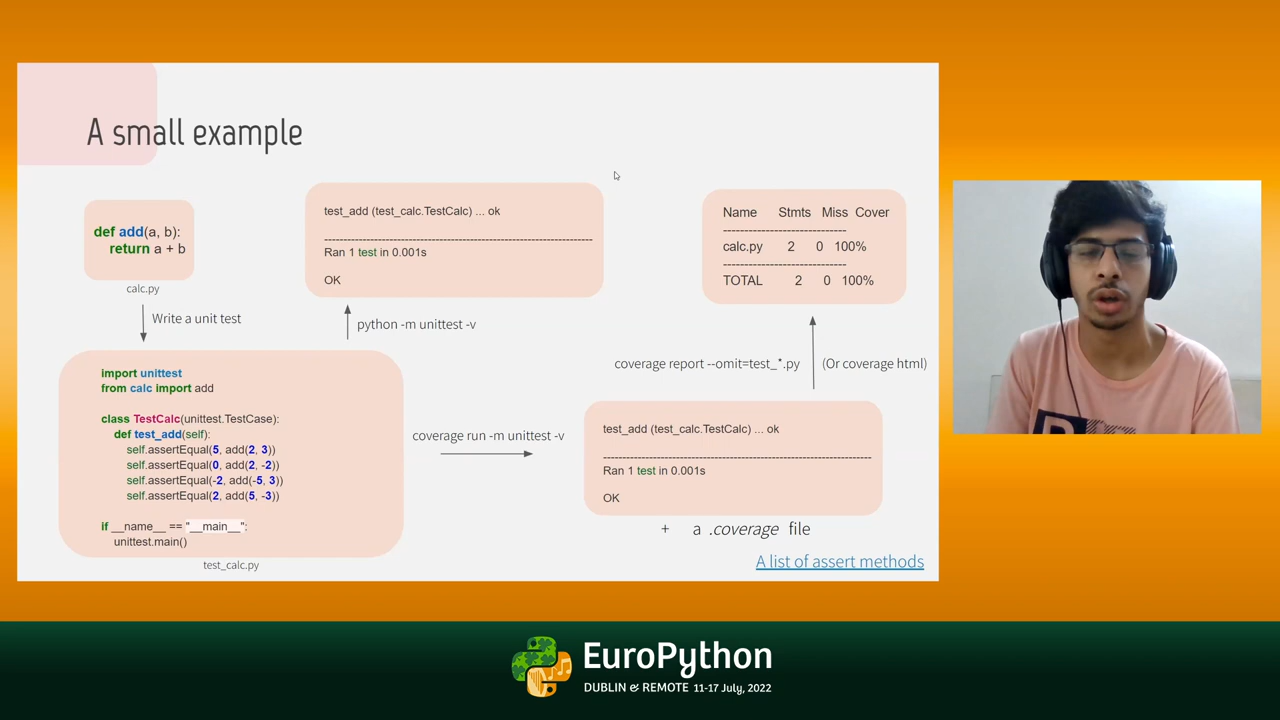 A small example
def add(a, b):
return a + b
calc.py
Write a unit test
import unittest
from calc import add
class TestCalc(unittest.TestCase):
def test_add(self):
self.assertEqual(5, add(2, 3))
self.assertEqual(0, add(2, -2))
self.assertEqual(-2, add(-5, 3))
self.assertEqual(2, add(5, -3))
if __name__ == "__main__":
unittest.main()
test_calc.py
python -m unittest -v
test_add (test_calc.TestCalc) ... ok
----------------------------------------------------------------------
Ran 1 test in 0.001s
OK
coverage run -m unittest -v
test_add (test_calc.TestCalc) ... ok
----------------------------------------------------------------------
Ran 1 test in 0.001s
OK
+ a .coverage file
coverage report --omit=test_*.py
(Or coverage html)
Name Stmts Miss Cover
-----------------------------
calc.py 2 0 100%
-----------------------------
TOTAL 2 0 100%
A list of assert methods
EuroPython
DUBLIN & REMOTE 11-17 July, 2022